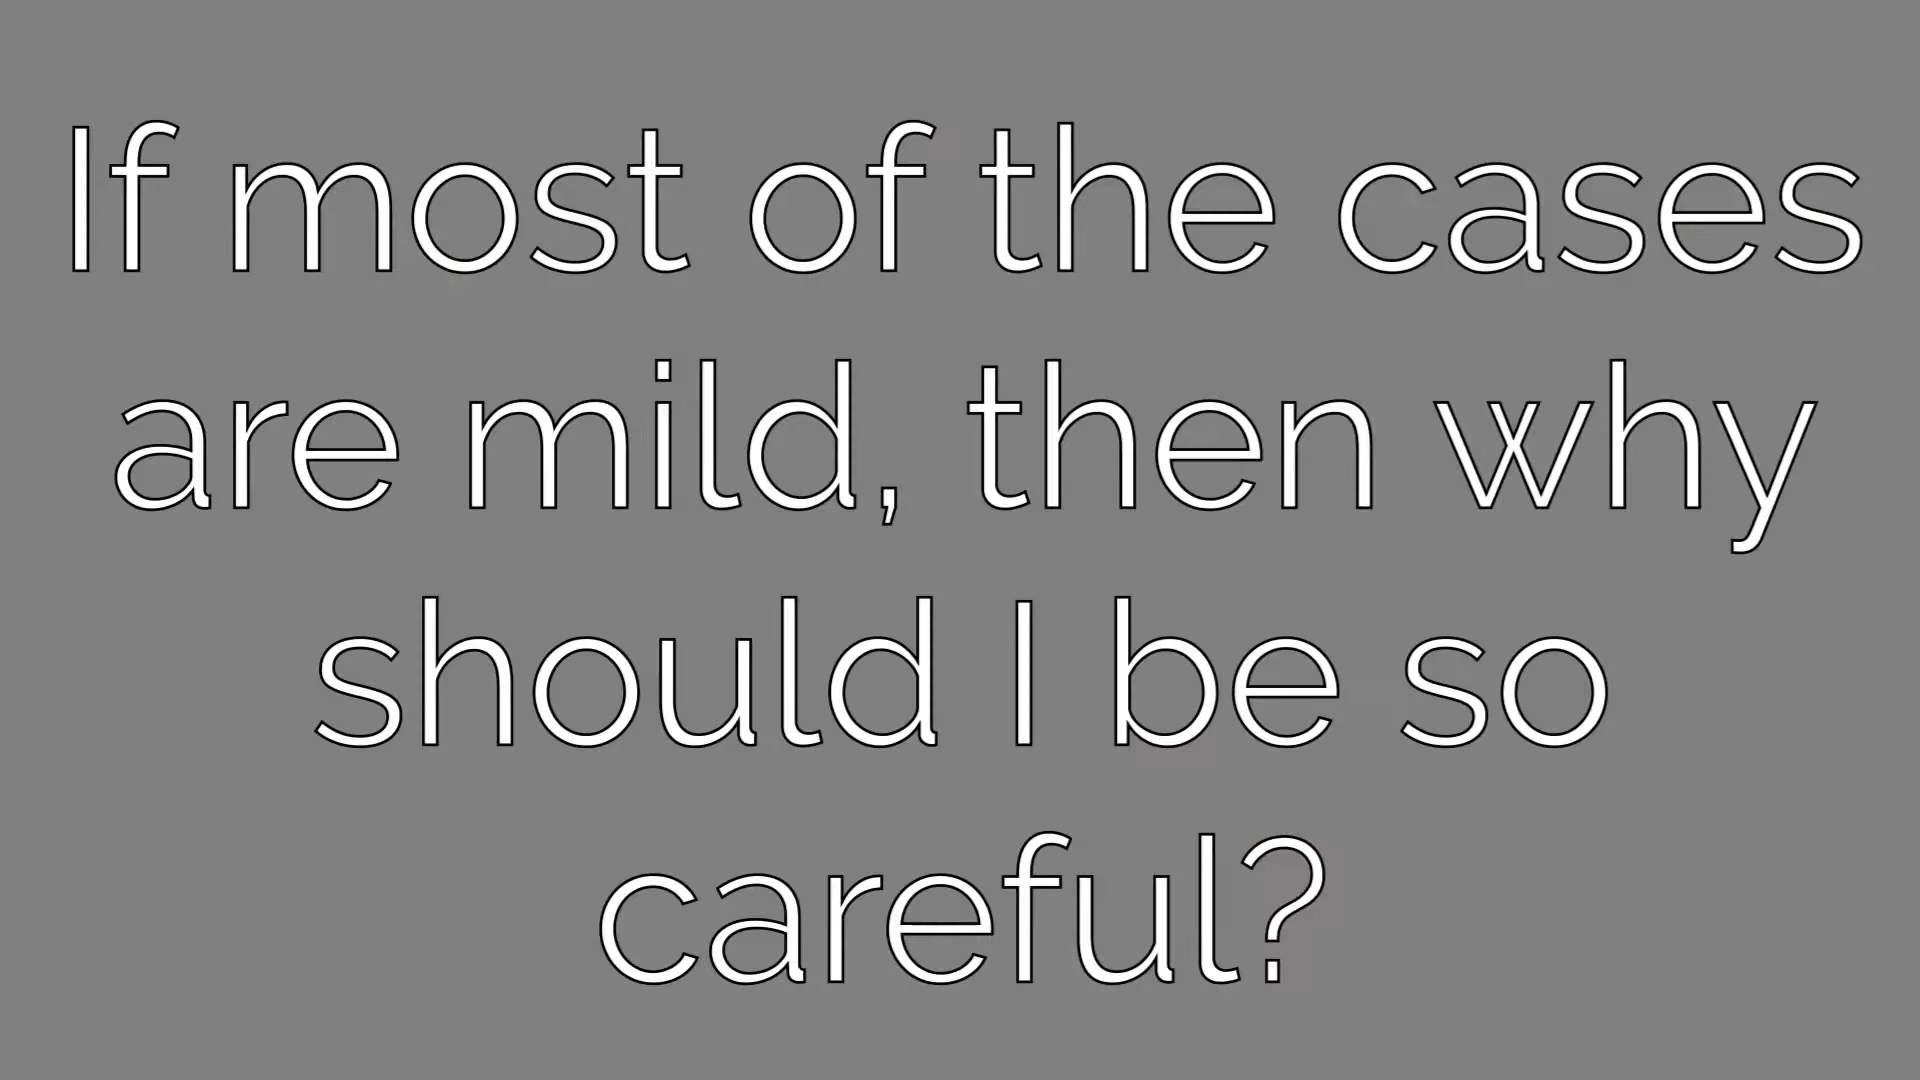 If most of the cases
are mild, then why
should I be so
careful?